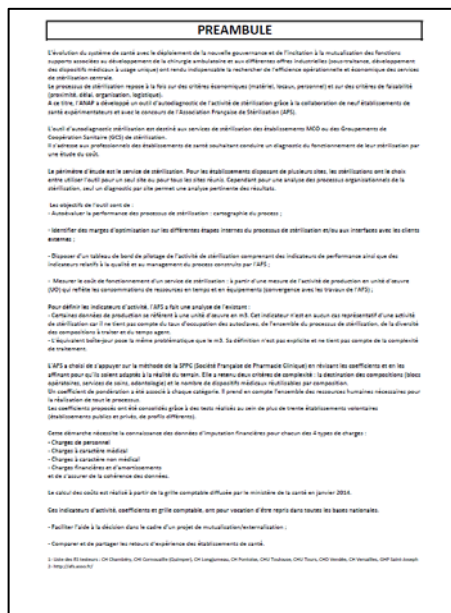 PREAMBULE
L'évolution du système de santé avec le déploiement de la nouvelle gouvernance et de l'incitation à la mutualisation des fonctions
supports associées au développement de la chirurgie ambulatoire et aux différentes offres industrielles (sous-traitance, développement
des dispositifs médicaux à usage unique) ont rendu indispensable la rechercher de l'efficience opérationnelle et économique des services
de stérilisation centrale.
Le processus de stérilisation repose à la fois sur des critères économiques (matériel, locaux, personnel) et sur des critères de faisabilité
(proximité, délai, organisation, logistique).
A ce titre, l'ANAP a développé un outil d'autodiagnostic de l'activité de stérilisation grâce à la collaboration de neuf établissements de
santé expérimentateurs et avec le concours de l'Association Française de Stérilisation (AFS).
L'outil d'autodiagnostic stérilisation est destiné aux services de stérilisation des établissements MCO ou des Groupements de
Coopération Sanitaire (GCS) de stérilisation.
Il s'adresse aux professionnels des établissements de santé souhaitant conduire un diagnostic du fonctionnement de leur stérilisation par
une étude du coût.
Le périmètre d'étude est le service de stérilisation. Pour les établissements disposant de plusieurs sites, les stérilisations ont le choix
entre utiliser l'outil pour un seul site ou pour tous les sites réunis. Cependant pour une analyse des processus organisationnels de la
stérilisation, seul un diagnostic par site permet une analyse pertinente des résultats.
Les objectifs de l'outil sont de :
- Autoévaluer la performance des processus de stérilisation : cartographie du process ;
- Identifier des marges d'optimisation sur les différentes étapes internes du processus de stérilisation et/ou aux interfaces avec les clients
externes ;
- Disposer d'un tableau de bord de pilotage de l'activité de stérilisation comprenant des indicateurs de performance ainsi que des
indicateurs relatifs à la qualité et au management du process construits par l'AFS ;
- Mesurer le coût de fonctionnement d'un service de stérilisation : à partir d'une mesure de l'activité de production en unité d'œuvre
(UO) qui reflète les consommations de ressources en temps et en équipements (convergence avec les travaux de l'AFS) ;
Pour définir les indicateurs d'activité, l'AFS a fait une analyse de l'existant :
- Certaines données de production se réfèrent à une unité d'œuvre en m3. Cet indicateur n'est en aucun cas représentatif d'une activité
de stérilisation car il ne tient pas compte du taux d'occupation des autoclaves, de l'ensemble du processus de stérilisation, de la diversité
des compositions à traiter et du temps agent.
- L'équivalent boîte-jour pose la même problématique que le m3. Sa définition n'est pas explicite et ne tient pas compte de la complexité
de traitement.
L'AFS a choisi de s'appuyer sur la méthode de la SFPC (Société Française de Pharmacie Clinique) en révisant les coefficients et en les
affinant pour qu'ils soient adaptés à la réalité du terrain. Elle a retenu deux critères de complexité : la destination des compositions (blocs
opératoires, services de soins, odontologie) et le nombre de dispositifs médicaux réutilisables par composition.
Un coefficient de pondération a été associé à chaque catégorie. Il prend en compte l'ensemble des ressources humaines nécessaires pour
la réalisation de tout le processus.
Les coefficients proposés ont été consolidés grâce à des tests réalisés au sein de plus de trente établissements volontaires
(établissements publics et privés, de profils différents).
Cette démarche nécessite la connaissance des données d'imputation financières pour chacun des 4 types de charges :
- Charges de personnel
- Charges à caractère médical
- Charges à caractère non médical
- Charges financières et d'amortissements
et de s'assurer de la cohérence des données.
Le calcul des coûts est réalisé à partir de la grille comptable diffusée par le ministère de la santé en janvier 2014.
Ces indicateurs d'activité, coefficients et grille comptable, ont pour vocation d'être repris dans toutes les bases nationales.
- Faciliter l'aide à la décision dans le cadre d'un projet de mutualisation/externalisation ;
- Comparer et de partager les retours d'expérience des établissements de santé.
1 - Liste des ES testeurs : CH Chambéry, CHI Cornouaille (Quimper), CH Longjumeau, CH Pontoise, CHU Toulouse, CHU Tours, CHD Vendée, CH Versailles, GHP Saint Joseph
2 - http://afs.asso.fr/